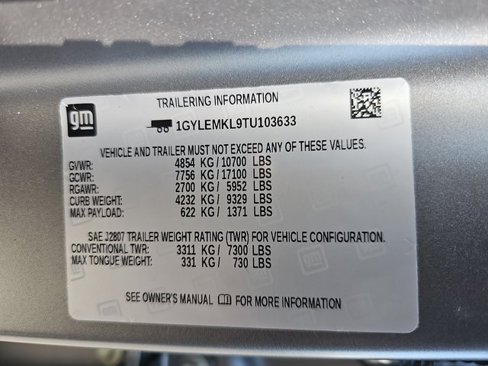 gm
TRAILERING INFORMATION
1GYLEMKL9TU103633
VEHICLE AND TRAILER MUST NOT EXCEED ANY OF THESE VALUES.
GVWR: 4854 KG / 10700 LBS
GCWR: 7756 KG / 17100 LBS
RGAWR: 2700 KG / 5952 LBS
CURB WEIGHT: 4232 KG / 9329 LBS
MAX PAYLOAD: 622 KG / 1371 LBS
SAE J2807 TRAILER WEIGHT RATING (TWR) FOR VEHICLE CONFIGURATION.
CONVENTIONAL TWR: 3311 KG / 7300 LBS
MAX TONGUE WEIGHT: 331 KG / 730 LBS
SEE OWNER'S MANUAL FOR MORE INFORMATION